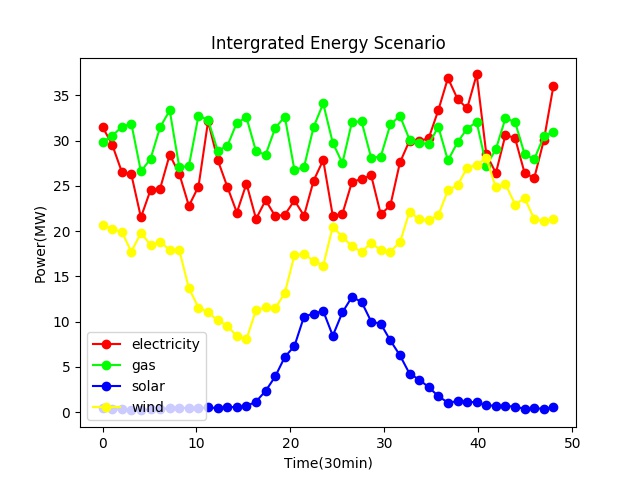 Intergrated Energy Scenario
Power(MW)
35
30
25
20
15
10
5
0
electricity
gas
solar
wind
0 10 20 30 40 50
Time(30min)